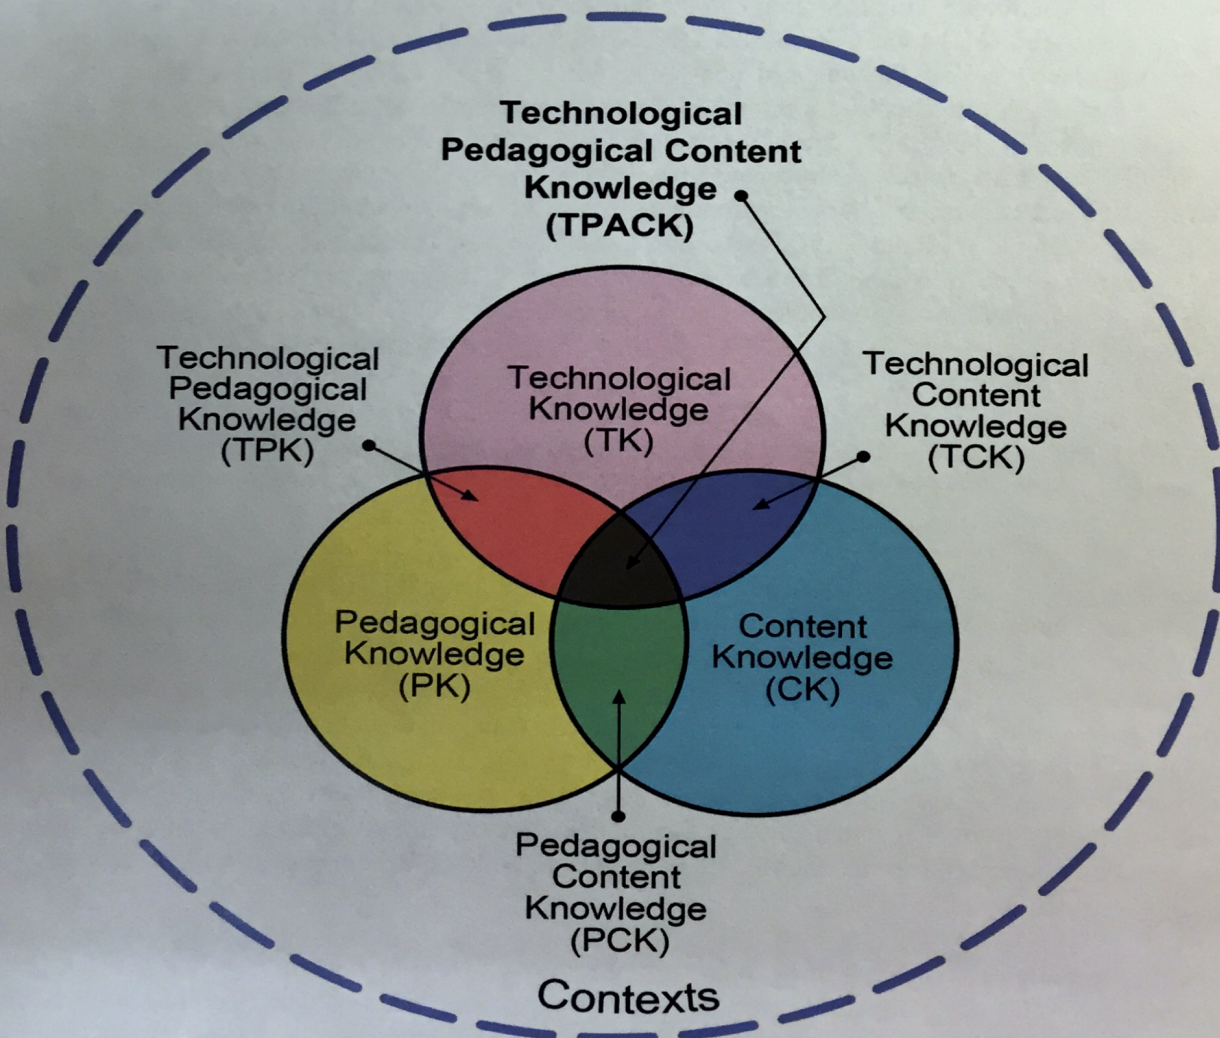 Technological
Pedagogical Content
Knowledge
(TPACK)
Technological
Pedagogical
Knowledge
(TPK)
Technological
Knowledge
(TK)
Technological
Content
Knowledge
(TCK)
Pedagogical
Knowledge
(PK)
Content
Knowledge
(CK)
Pedagogical
Content
Knowledge
(PCK)
Contexts